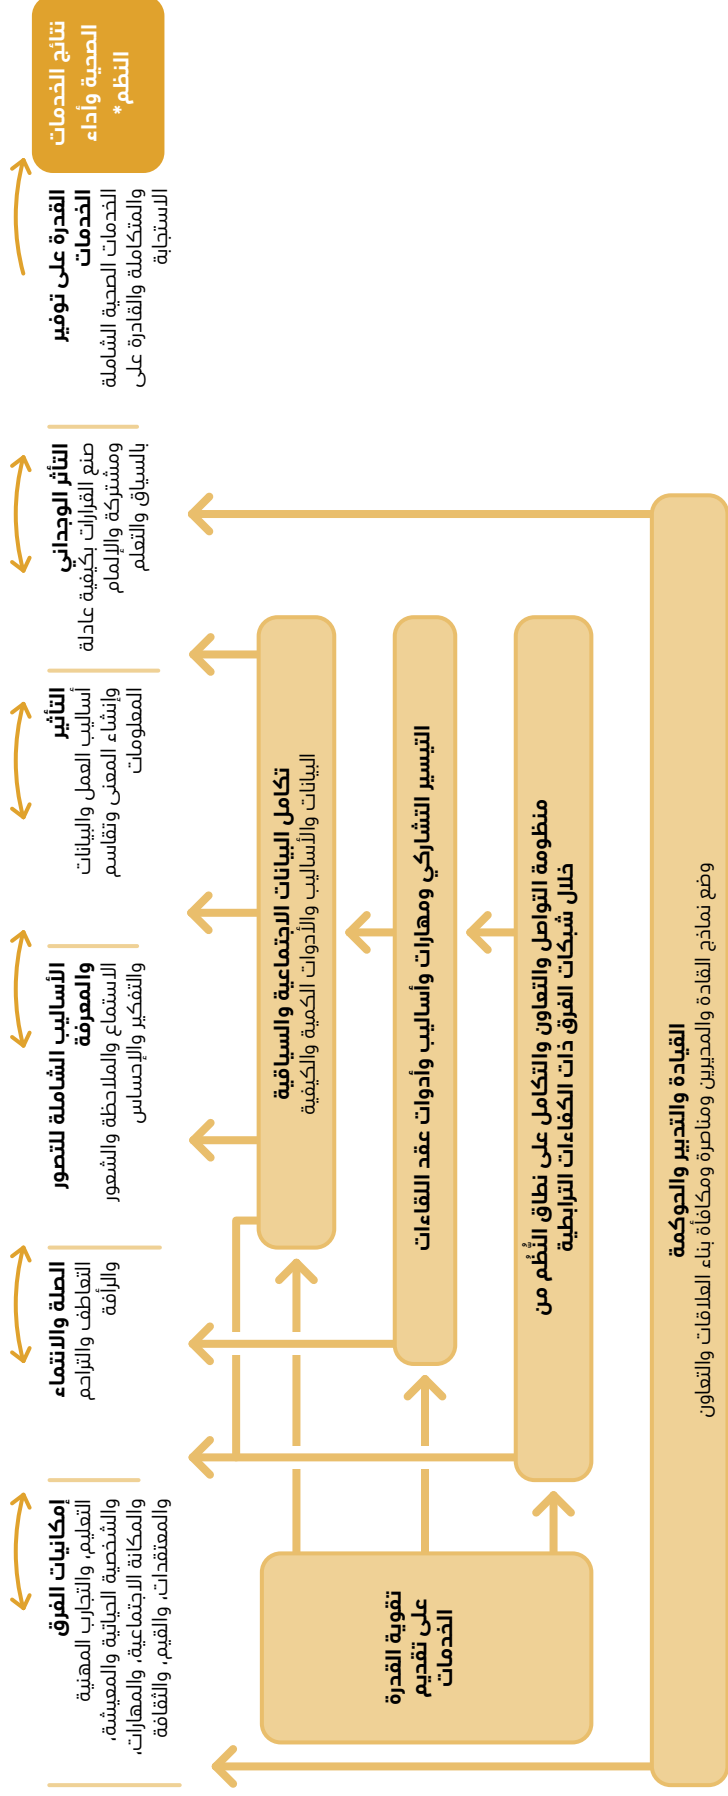 إمكانيات الفرق
التعليم، والتجارب المهنية
والشخصية الحياتية والمعيشة،
والمكانة الاجتماعية، والمهارات،
والمعتقدات، والقيم، والثقافة
الصلة والانتماء
التعاطف والتراحم
والرأفة
الأساليب الشاملة للتصور
والمعرفة
الاستماع والملاحظة والشعور
والتفكير والإحساس
التأثير
أساليب العمل والبيانات
وإنشاء المعنى وتقاسم
المعلومات
التأثر الوجداني
صنع القرارات بكيفية عادلة
ومشتركة والإلمام
بالسياق والتعلم
القدرة على توفير
الخدمات
الخدمات الصحية الشاملة
والمتكاملة والقادرة على
الاستجابة
نتائج الخدمات
الصحية وأداء
النظم*
تكامل البيانات الاجتماعية والسياقية
البيانات والأساليب والأدوات الكمية والكيفية
التيسير التشاركي ومهارات وأساليب وأدوات عقد اللقاءات
منظومة التواصل والتعاون والتكامل على نطاق النُّظُم من
خلال شبكات الفرق ذات الكفاءات الترابطية
تقوية القدرة
على تقديم
الخدمات
القيادة والتدبير والحوكمة
وضع نماذج القادة والمديرين ومناصرة ومكافأة بناء العلاقات والتعاون